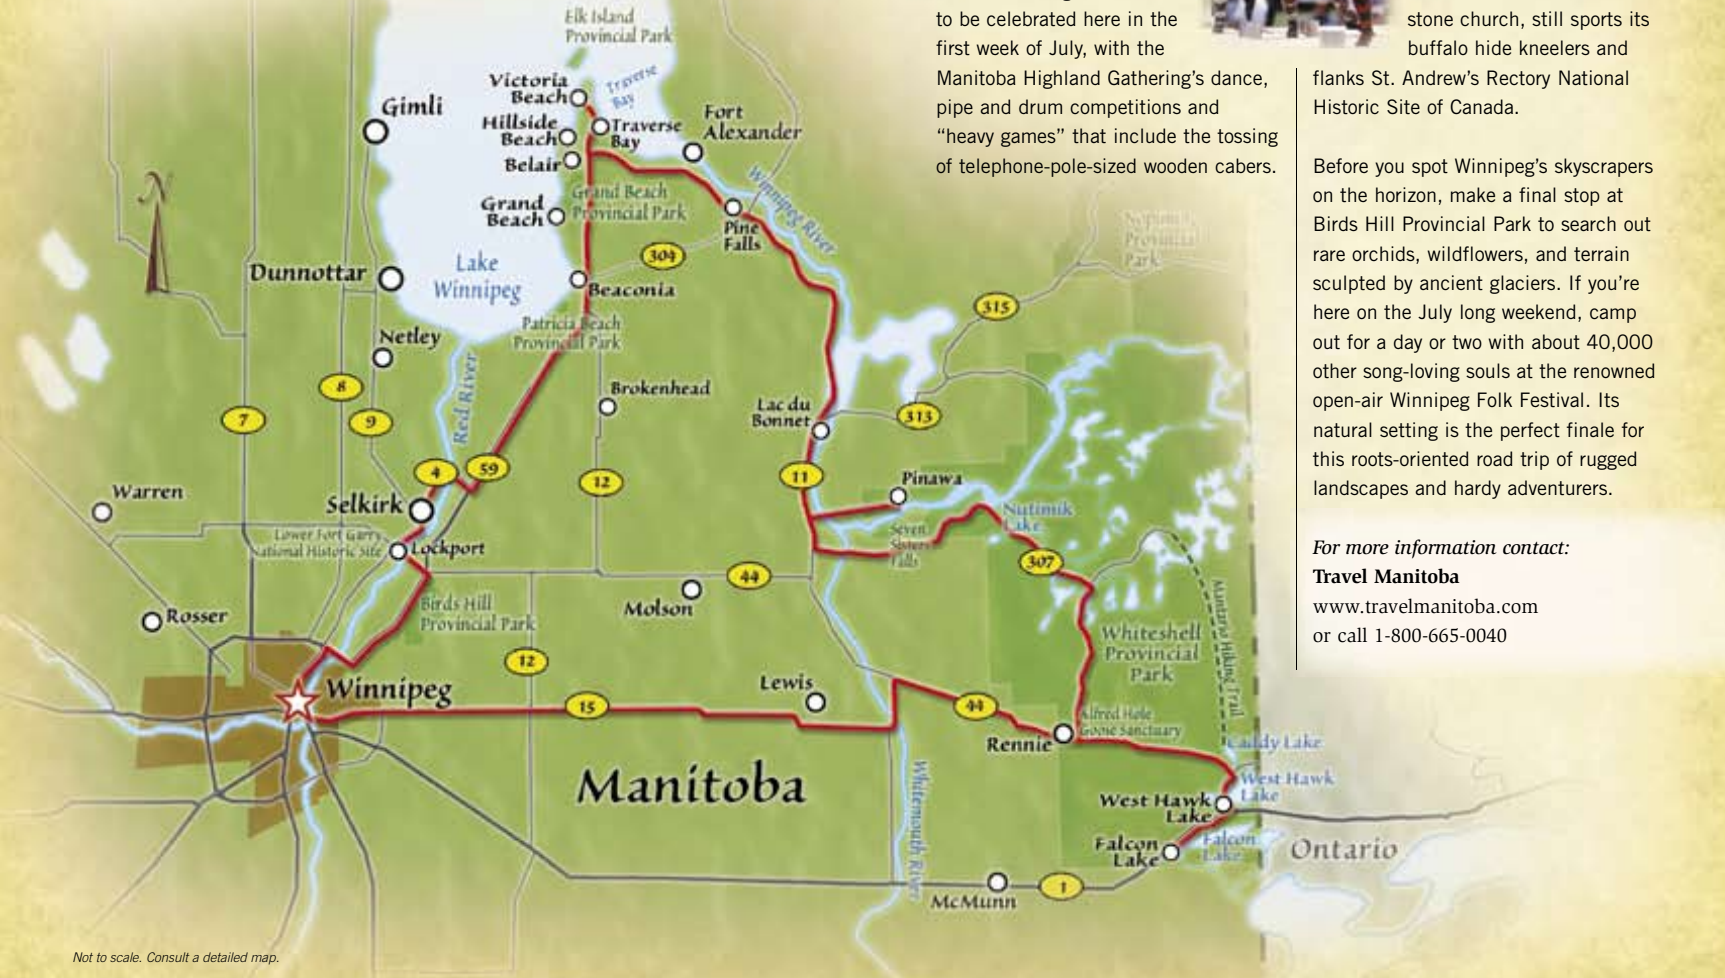 to be celebrated here in the
first week of July, with the
Manitoba Highland Gathering’s dance,
pipe and drum competitions and
“heavy games” that include the tossing
of telephone-pole-sized wooden cabers.
stone church, still sports its
buffalo hide kneelers and
flanks St. Andrew’s Rectory National
Historic Site of Canada.
Before you spot Winnipeg’s skyscrapers
on the horizon, make a final stop at
Birds Hill Provincial Park to search out
rare orchids, wildflowers, and terrain
sculpted by ancient glaciers. If you’re
here on the July long weekend, camp
out for a day or two with about 40,000
other song-loving souls at the renowned
open-air Winnipeg Folk Festival. Its
natural setting is the perfect finale for
this roots-oriented road trip of rugged
landscapes and hardy adventurers.
For more information contact:
Travel Manitoba
www.travelmanitoba.com
or call 1-800-665-0040
Elk Island
Provincial Park
Victoria
Beach
Traverse
Bay
Gimli
Hillside
Beach
Traverse
Bay
Fort
Alexander
Belair
N
Winnipeg River
Grand Beach
Provincial Park
Grand
Beach
Pine
Falls
Provincial
Park
304
Dunnottar
Lake
Winnipeg
Beaconia
315
Patricia Beach
Provincial Park
Netley
Red River
8
Brokenhead
7
9
Lac du
Bonnet
313
4
59
12
11
Pinawa
Warren
Selkirk
Nutimik
Lake
Lower Fort Garry
National Historic Site
Lockport
Seven
Sisters
Falls
307
44
Molson
Mantario Hiking Trail
Rosser
Birds Hill
Provincial Park
Whiteshell
Provincial
Park
12
Winnipeg
Lewis
15
44
Alfred Hole
Goose Sanctuary
Rennie
Caddy Lake
Manitoba
Whitemouth River
West Hawk
Lake
West Hawk
Lake
Falcon
Lake
Falcon
Lake
Ontario
McMunn
1
Not to scale. Consult a detailed map.